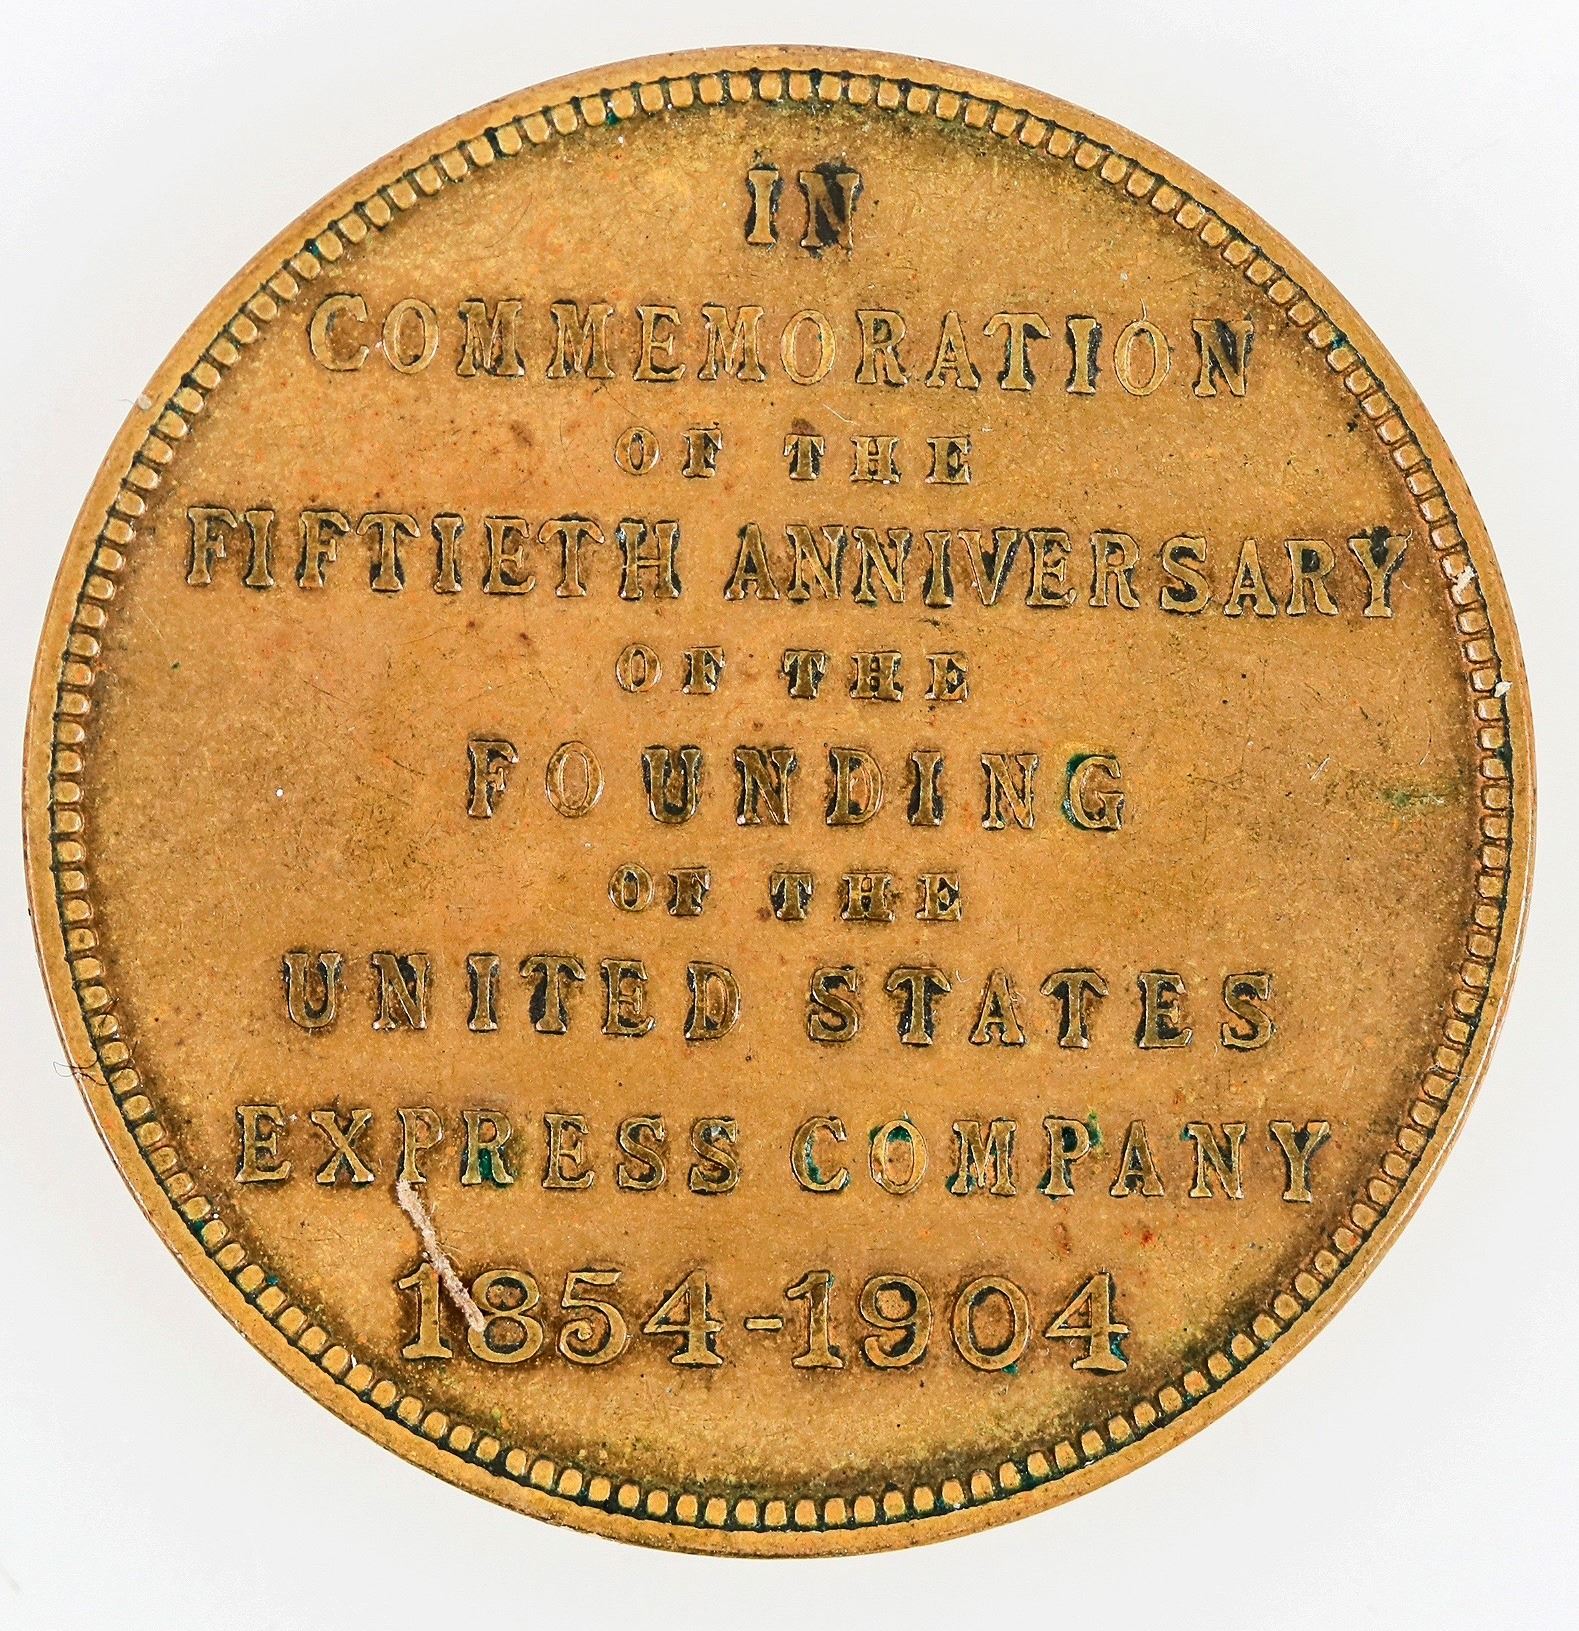 IN
COMMEMORATION
OF THE
FIFTIETH ANNIVERSARY
OF THE
FOUNDING
OF THE
UNITED STATES
EXPRESS COMPANY
1854-1904